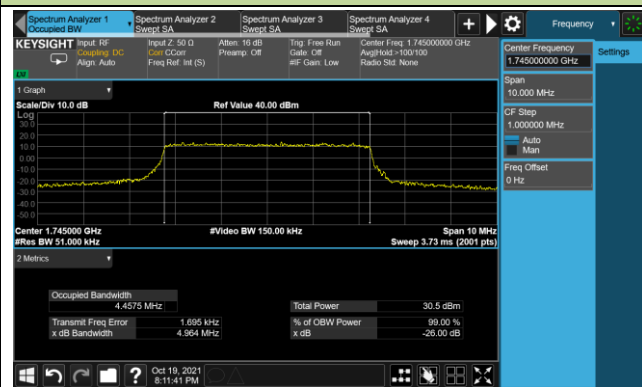 Spectrum Analyzer 1
Occupied BW
Spectrum Analyzer 2
Swept SA
Spectrum Analyzer 3
Swept SA
Spectrum Analyzer 4
Swept SA
Frequency
KEYSIGHT
Input: RF
Coupling: DC
Align: Auto
Input Z: 50 Ω
Corr CCorr
Freq Ref: Int (S)
Atten: 16 dB
Preamp: Off
Trig: Free Run
Gate: Off
#IF Gain: Low
Center Freq: 1.745000000 GHz
Avg|Hold:>100/100
Radio Std: None
LXI
Center Frequency
1.745000000 GHz
Settings
Span
10.000 MHz
CF Step
1.000000 MHz
Auto
Man
Freq Offset
0 Hz
1 Graph
Scale/Div 10.0 dB
Ref Value 40.00 dBm
Log
30.0
20.0
10.0
0.00
-10.0
-20.0
-30.0
-40.0
-50.0
Center 1.745000 GHz
#Video BW 150.00 kHz
Span 10 MHz
#Res BW 51.000 kHz
Sweep 3.73 ms (2001 pts)
2 Metrics
Occupied Bandwidth
4.4575 MHz
Total Power 30.5 dBm
Transmit Freq Error 1.695 kHz
% of OBW Power 99.00 %
x dB Bandwidth 4.964 MHz
x dB -26.00 dB
?
Oct 19, 2021
8:11:41 PM